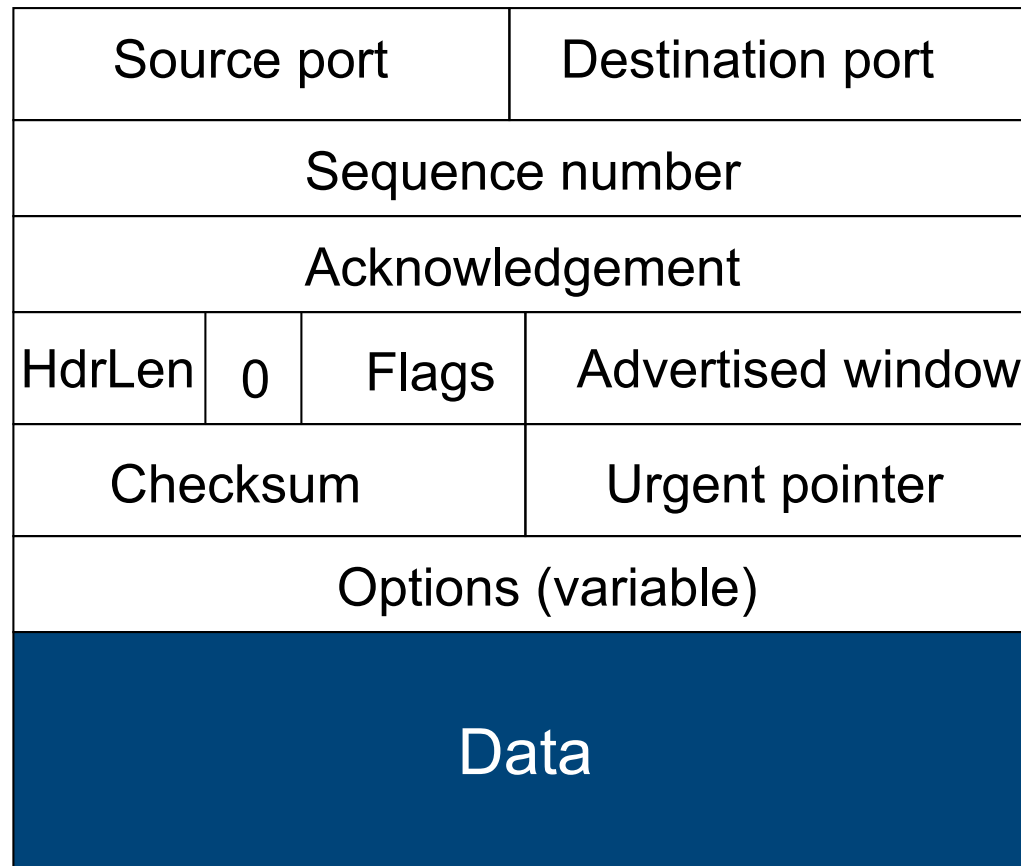 Source port Destination port
Sequence number
Acknowledgement
HdrLen 0 Flags Advertised window
Checksum Urgent pointer
Options (variable)
Data